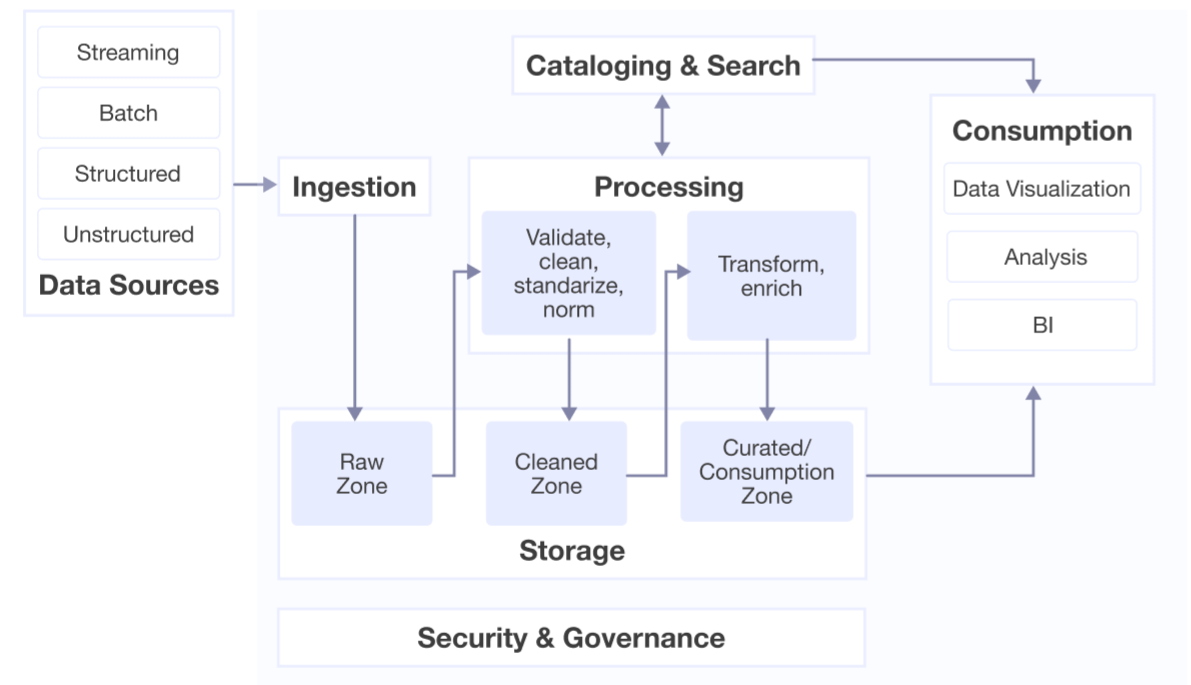 Streaming
Batch
Structured
Unstructured
Data Sources
Ingestion
Cataloging & Search
Processing
Validate,
clean,
standarize,
norm
Transform,
enrich
Consumption
Data Visualization
Analysis
BI
Raw
Zone
Cleaned
Zone
Curated/
Consumption
Zone
Storage
Security & Governance